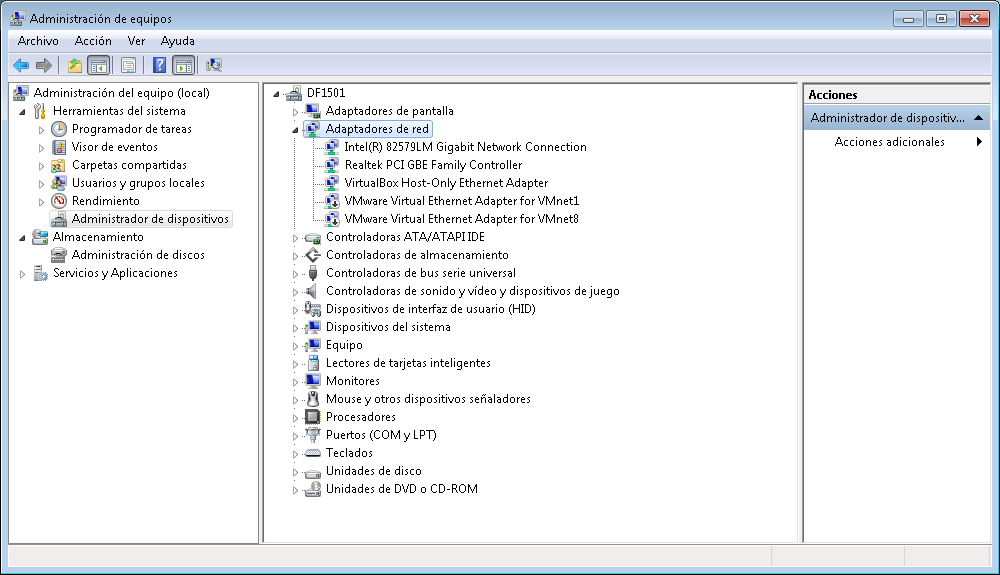 Administración de equipos
Archivo Acción Ver Ayuda
Administración del equipo (local)
Herramientas del sistema
Programador de tareas
Visor de eventos
Carpetas compartidas
Usuarios y grupos locales
Rendimiento
Administrador de dispositivos
Almacenamiento
Administración de discos
Servicios y Aplicaciones
DF1501
Adaptadores de pantalla
Adaptadores de red
Intel(R) 82579LM Gigabit Network Connection
Realtek PCI GBE Family Controller
VirtualBox Host-Only Ethernet Adapter
VMware Virtual Ethernet Adapter for VMnet1
VMware Virtual Ethernet Adapter for VMnet8
Controladoras ATA/ATAPI IDE
Controladoras de almacenamiento
Controladoras de bus serie universal
Controladoras de sonido y vídeo y dispositivos de juego
Dispositivos de interfaz de usuario (HID)
Dispositivos del sistema
Equipo
Lectores de tarjetas inteligentes
Monitores
Mouse y otros dispositivos señaladores
Procesadores
Puertos (COM y LPT)
Teclados
Unidades de disco
Unidades de DVD o CD-ROM
Acciones
Administrador de dispositiv...
Acciones adicionales